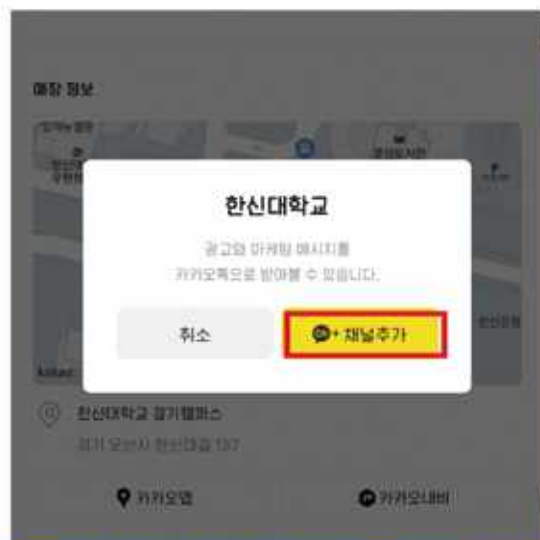 매장 정보
한신대학교
광고와 마케팅 메시지를
카카오톡으로 받아볼 수 있습니다.
취소
Ch+ 채널추가
kakao
한신대학교 경기캠퍼스
경기 오산시 한신대길 137
카카오맵
카카오내비